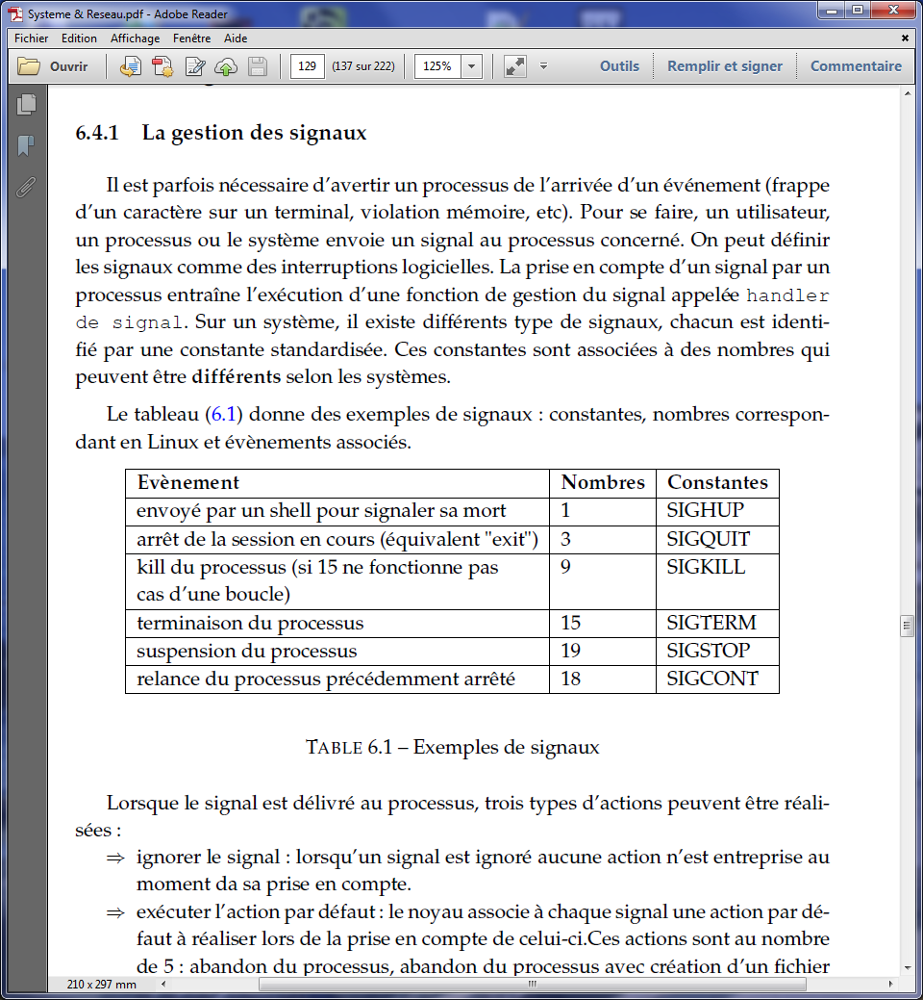 Systeme & Reseau.pdf - Adobe Reader
Fichier Edition Affichage Fenêtre Aide
Ouvrir 129 (137 sur 222) 125% Outils Remplir et signer Commentaire
6.4.1 La gestion des signaux
Il est parfois nécessaire d'avertir un processus de l'arrivée d'un événement (frappe
d'un caractère sur un terminal, violation mémoire, etc). Pour se faire, un utilisateur,
un processus ou le système envoie un signal au processus concerné. On peut définir
les signaux comme des interruptions logicielles. La prise en compte d'un signal par un
processus entraîne l'exécution d'une fonction de gestion du signal appelée handler
de signal. Sur un système, il existe différents type de signaux, chacun est identi-
fié par une constante standardisée. Ces constantes sont associées à des nombres qui
peuvent être différents selon les systèmes.
Le tableau (6.1) donne des exemples de signaux : constantes, nombres correspon-
dant en Linux et évènements associés.
Evènement Nombres Constantes
envoyé par un shell pour signaler sa mort 1 SIGHUP
arrêt de la session en cours (équivalent "exit") 3 SIGQUIT
kill du processus (si 15 ne fonctionne pas 9 SIGKILL
cas d'une boucle)
terminaison du processus 15 SIGTERM
suspension du processus 19 SIGSTOP
relance du processus précédemment arrêté 18 SIGCONT
TABLE 6.1 – Exemples de signaux
Lorsque le signal est délivré au processus, trois types d'actions peuvent être réali-
sées :
⇒ ignorer le signal : lorsqu'un signal est ignoré aucune action n'est entreprise au
moment da sa prise en compte.
⇒ exécuter l'action par défaut : le noyau associe à chaque signal une action par dé-
faut à réaliser lors de la prise en compte de celui-ci.Ces actions sont au nombre
de 5 : abandon du processus, abandon du processus avec création d'un fichier
210 x 297 mm